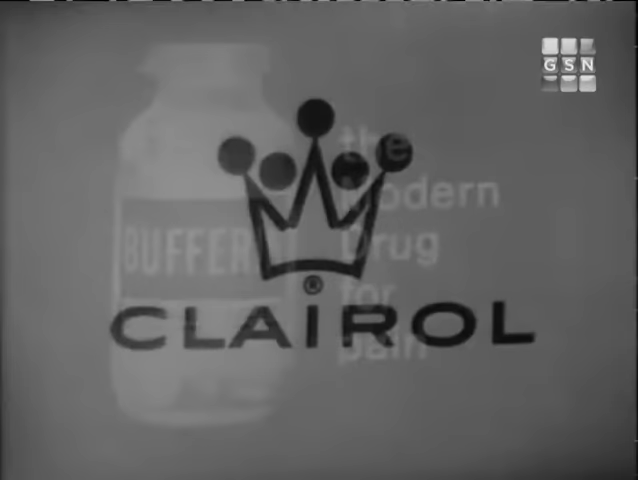 GSN
the
Modern
Drug
for
pain
BUFFERIN
®
CLAIROL